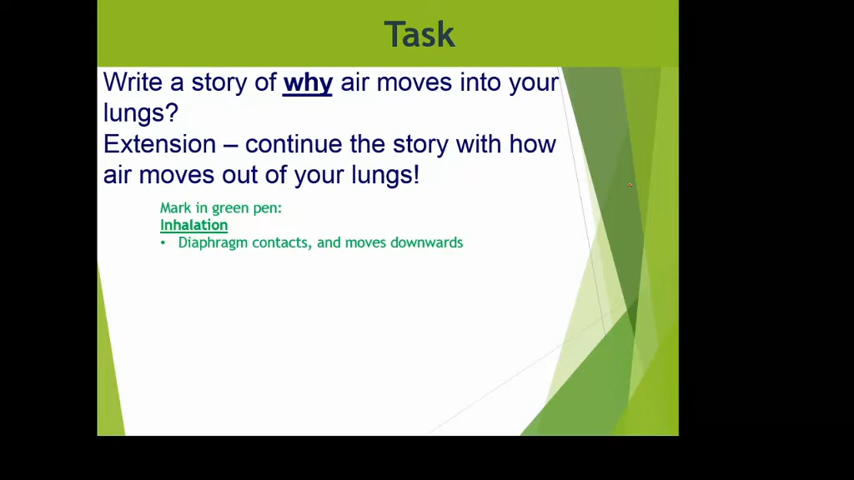 Task
Write a story of why air moves into your
lungs?
Extension – continue the story with how
air moves out of your lungs!
Mark in green pen:
Inhalation
• Diaphragm contacts, and moves downwards